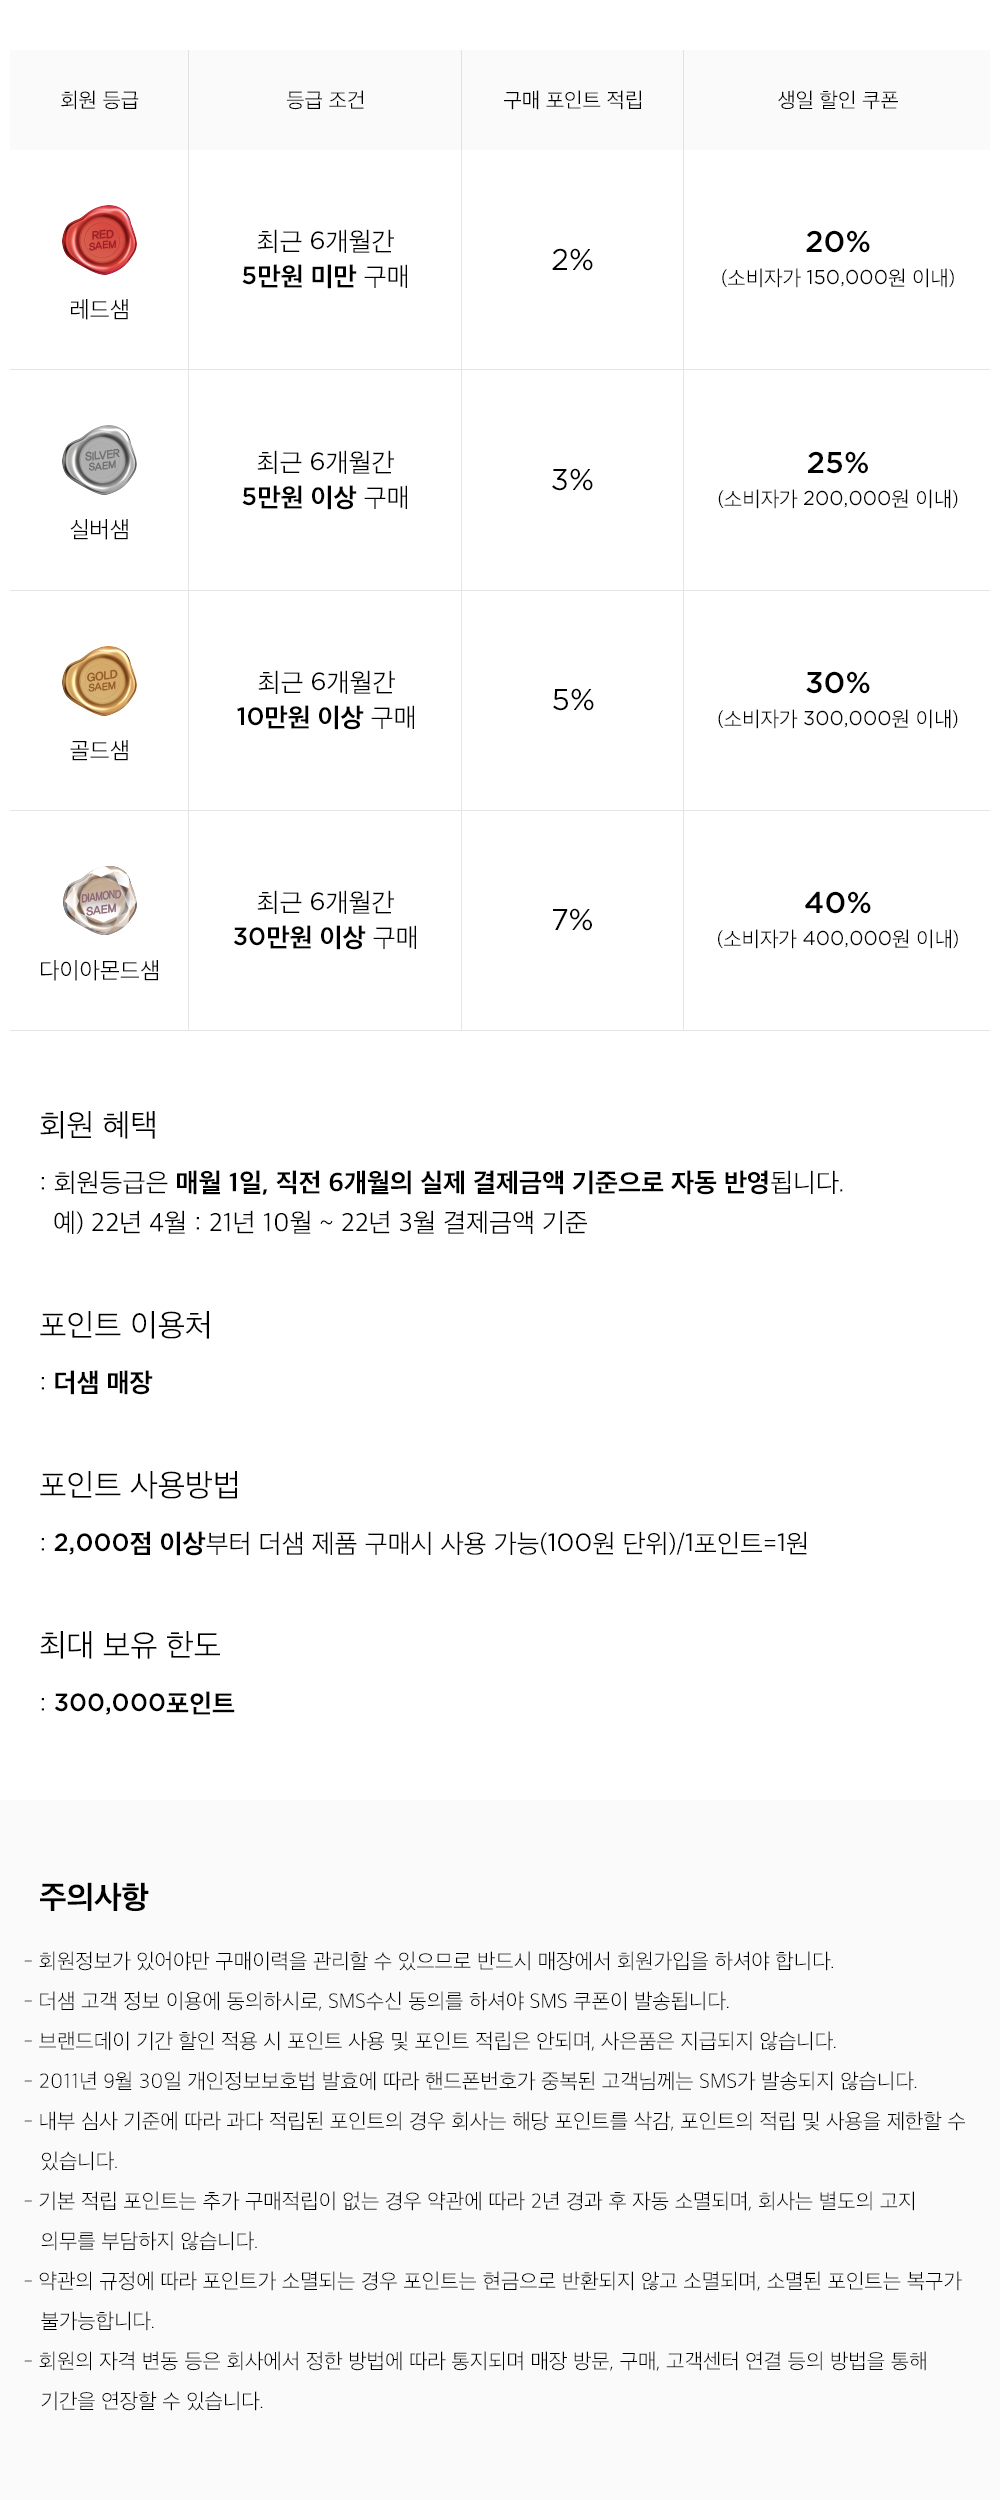 회원 등급
등급 조건
구매 포인트 적립
생일 할인 쿠폰
RED
SAEM
레드샘
최근 6개월간
5만원 미만 구매
2%
20%
(소비자가 150,000원 이내)
SILVER
SAEM
실버샘
최근 6개월간
5만원 이상 구매
3%
25%
(소비자가 200,000원 이내)
GOLD
SAEM
골드샘
최근 6개월간
10만원 이상 구매
5%
30%
(소비자가 300,000원 이내)
DIAMOND
SAEM
다이아몬드샘
최근 6개월간
30만원 이상 구매
7%
40%
(소비자가 400,000원 이내)
회원 혜택
: 회원등급은 매월 1일, 직전 6개월의 실제 결제금액 기준으로 자동 반영됩니다.
예) 22년 4월 : 21년 10월 ~ 22년 3월 결제금액 기준
포인트 이용처
: 더샘 매장
포인트 사용방법
: 2,000점 이상부터 더샘 제품 구매시 사용 가능(100원 단위)/1포인트=1원
최대 보유 한도
: 300,000포인트
주의사항
- 회원정보가 있어야만 구매이력을 관리할 수 있으므로 반드시 매장에서 회원가입을 하셔야 합니다.
- 더샘 고객 정보 이용에 동의하시로, SMS수신 동의를 하셔야 SMS 쿠폰이 발송됩니다.
- 브랜드데이 기간 할인 적용 시 포인트 사용 및 포인트 적립은 안되며, 사은품은 지급되지 않습니다.
- 2011년 9월 30일 개인정보보호법 발효에 따라 핸드폰번호가 중복된 고객님께는 SMS가 발송되지 않습니다.
- 내부 심사 기준에 따라 과다 적립된 포인트의 경우 회사는 해당 포인트를 삭감, 포인트의 적립 및 사용을 제한할 수
있습니다.
- 기본 적립 포인트는 추가 구매적립이 없는 경우 약관에 따라 2년 경과 후 자동 소멸되며, 회사는 별도의 고지
의무를 부담하지 않습니다.
- 약관의 규정에 따라 포인트가 소멸되는 경우 포인트는 현금으로 반환되지 않고 소멸되며, 소멸된 포인트는 복구가
불가능합니다.
- 회원의 자격 변동 등은 회사에서 정한 방법에 따라 통지되며 매장 방문, 구매, 고객센터 연결 등의 방법을 통해
기간을 연장할 수 있습니다.